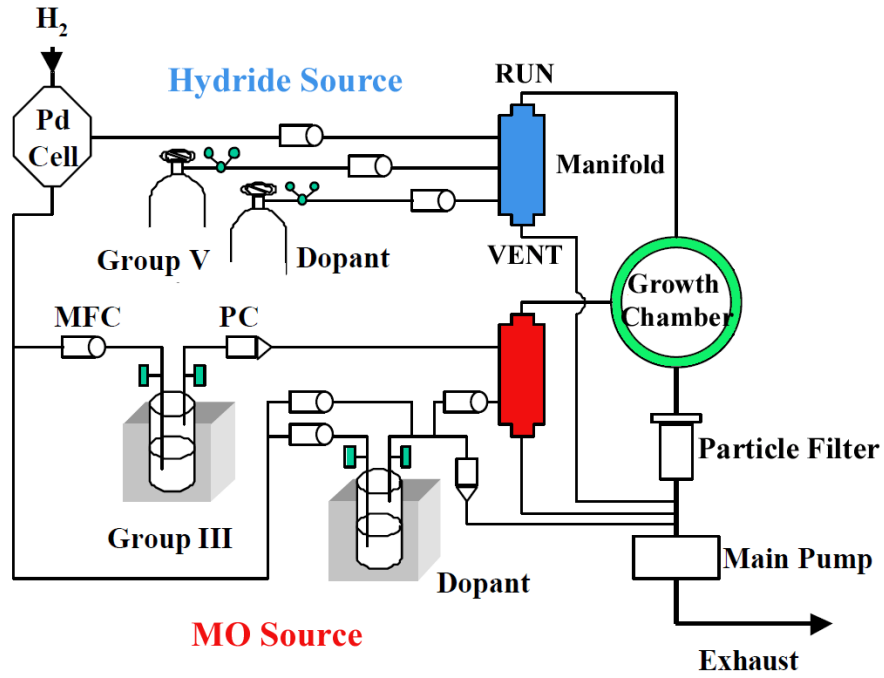 H2
Hydride Source
RUN
Pd
Cell
Manifold
Group V
Dopant
VENT
Growth
Chamber
MFC
PC
Particle Filter
Group III
Dopant
Main Pump
MO Source
Exhaust